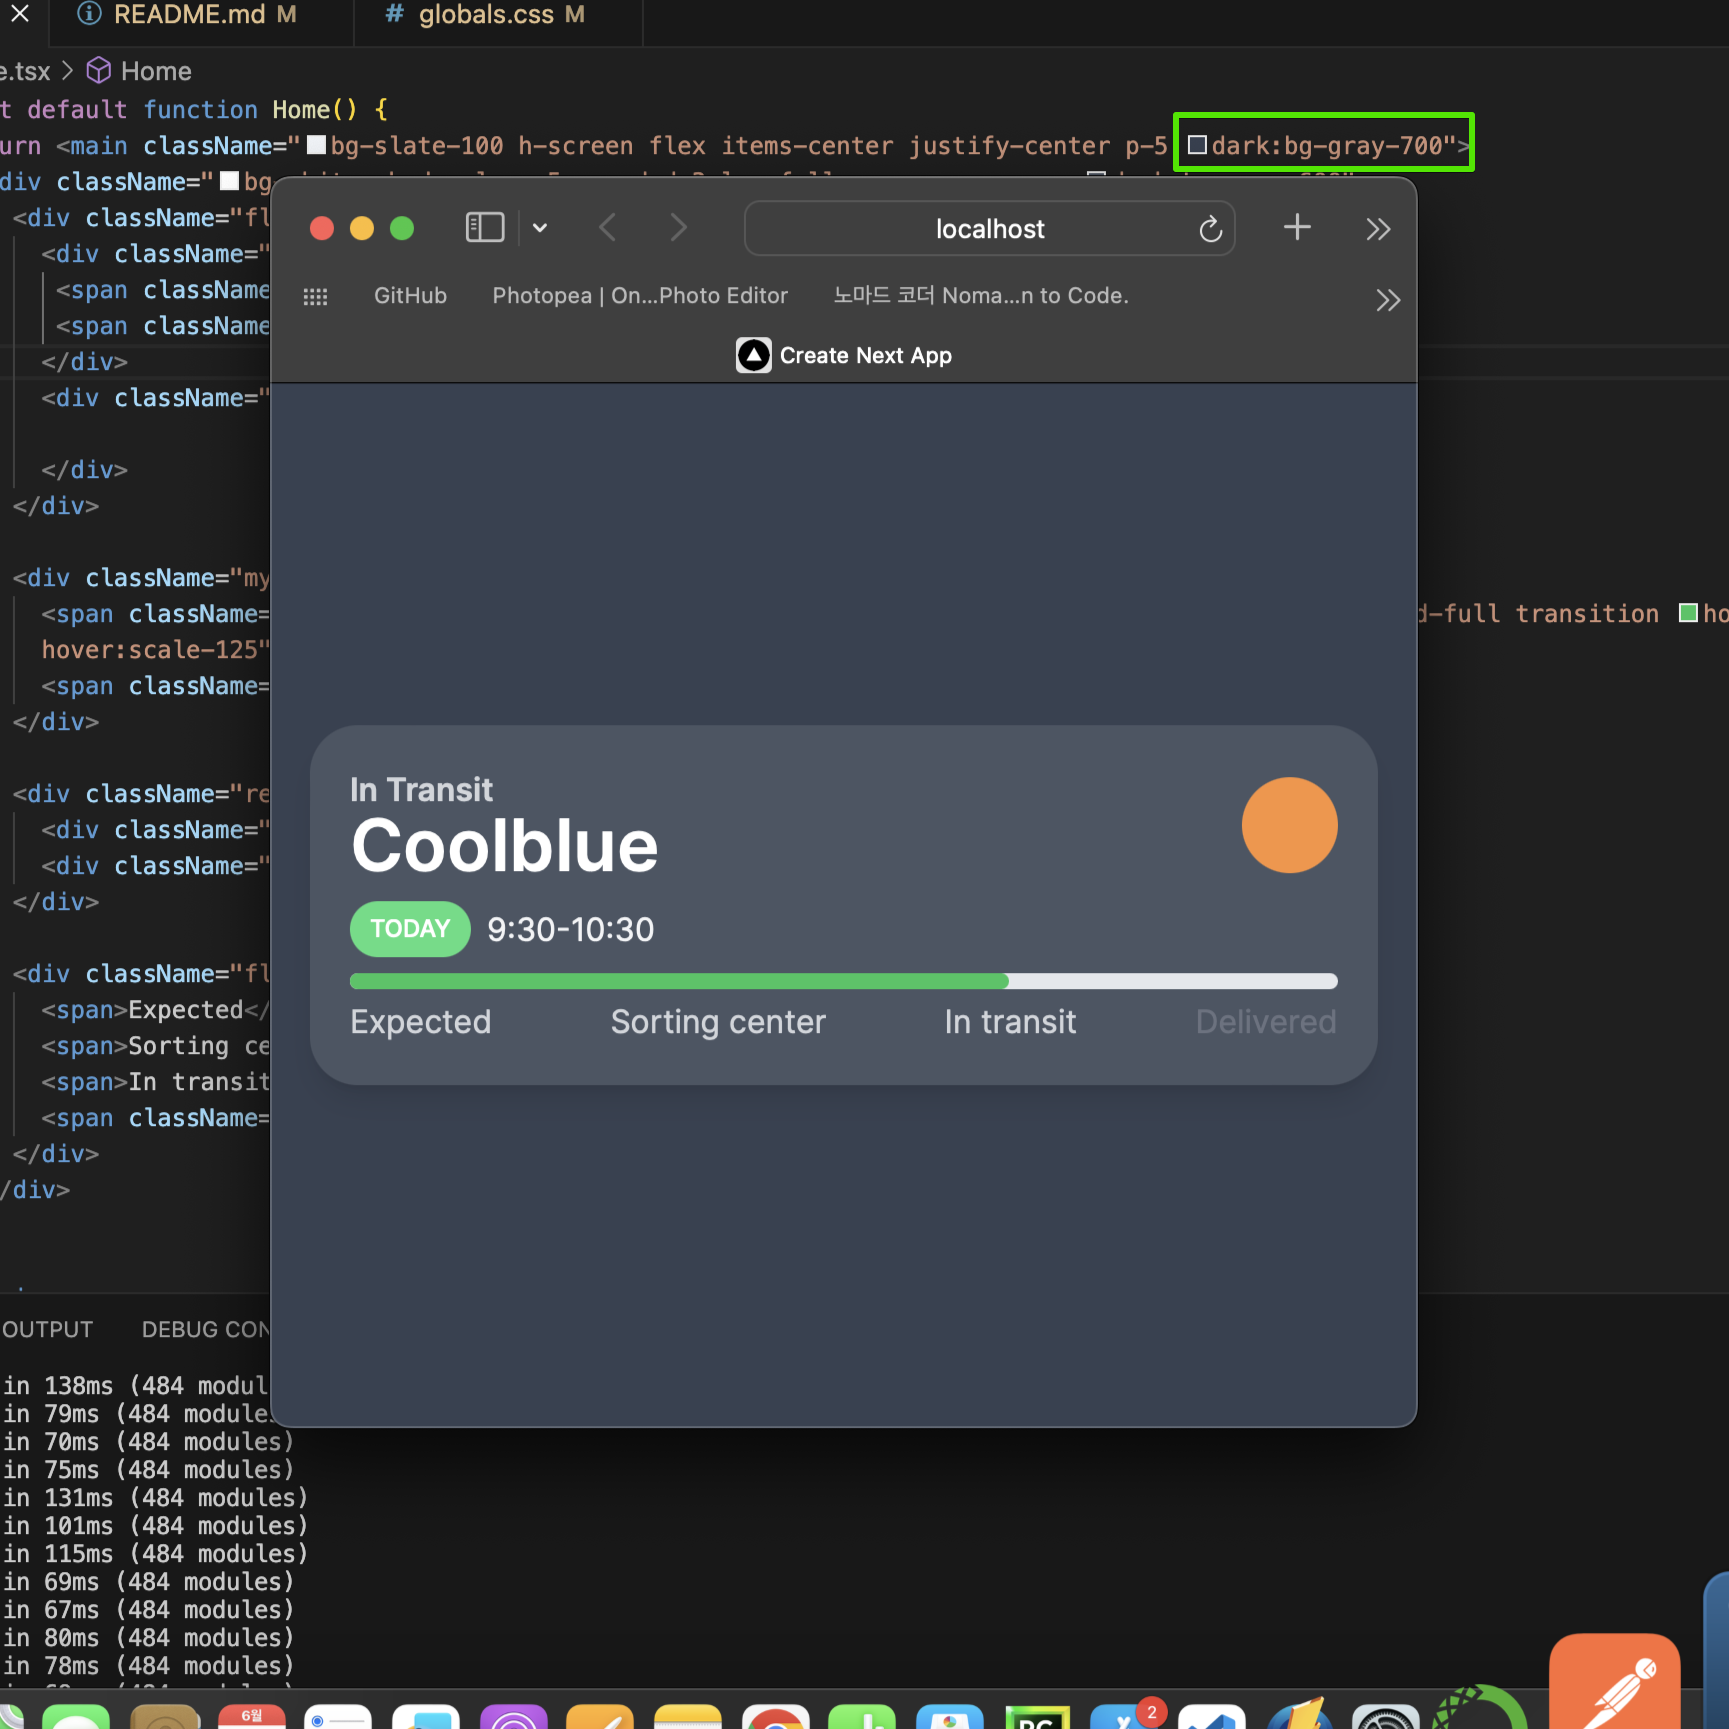 README.md M
# globals.css M
e.tsx > Home
t default function Home() {
urn <main className="bg-slate-100 h-screen flex items-center justify-center p-5 dark:bg-gray-700">
div className="bg
<div className="fl
<div className="
<span className
<span className
</div>
<div className="
</div>
</div>
<div className="my
<span className= d-full transition ho
hover:scale-125"
<span className=
</div>
<div className="re
<div className="
<div className="
</div>
<div className="fl
<span>Expected</
<span>Sorting ce
<span>In transit
<span className=
</div>
/div>
localhost
GitHub
Photopea | On...Photo Editor
노마드 코더 Noma...n to Code.
Create Next App
In Transit
Coolblue
TODAY 9:30-10:30
Expected Sorting center In transit Delivered
OUTPUT DEBUG CON
in 138ms (484 modul
in 79ms (484 modules
in 70ms (484 modules)
in 75ms (484 modules)
in 131ms (484 modules)
in 101ms (484 modules)
in 115ms (484 modules)
in 69ms (484 modules)
in 67ms (484 modules)
in 80ms (484 modules)
in 78ms (484 modules)
6월
PC
2